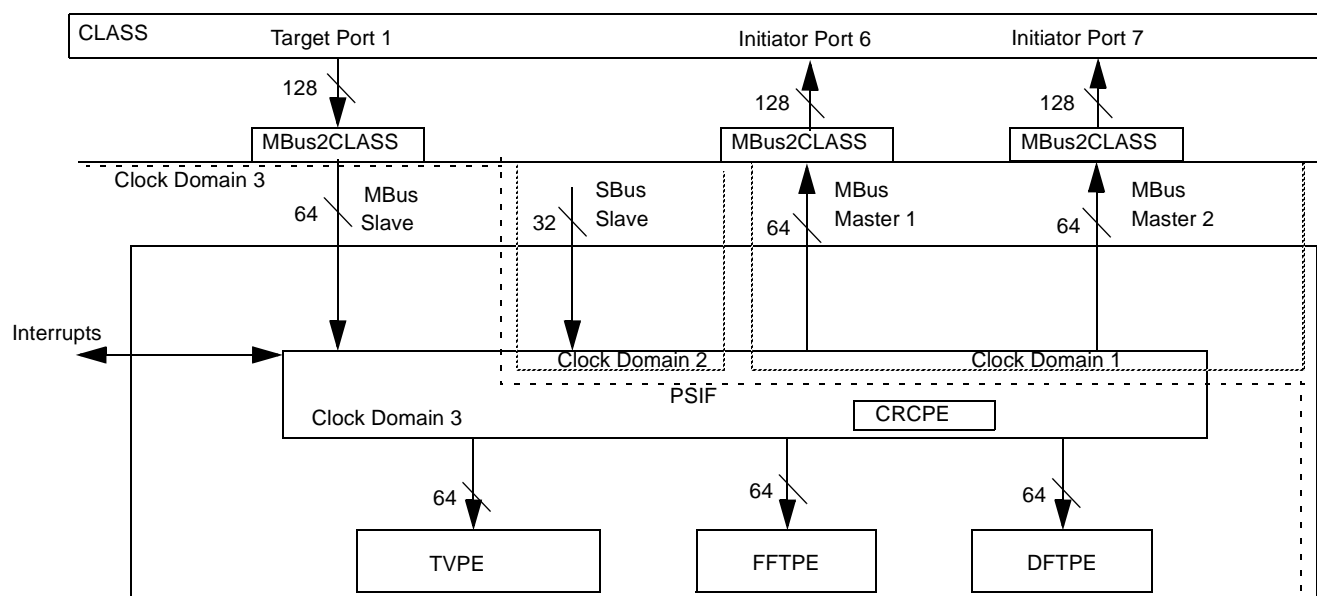 CLASS
Target Port 1
Initiator Port 6
Initiator Port 7
128
128
128
MBus2CLASS
MBus2CLASS
MBus2CLASS
Clock Domain 3
64
MBus
Slave
32
SBus
Slave
64
MBus
Master 1
64
MBus
Master 2
Interrupts
Clock Domain 2
Clock Domain 1
PSIF
Clock Domain 3
CRCPE
64
64
64
TVPE
FFTPE
DFTPE